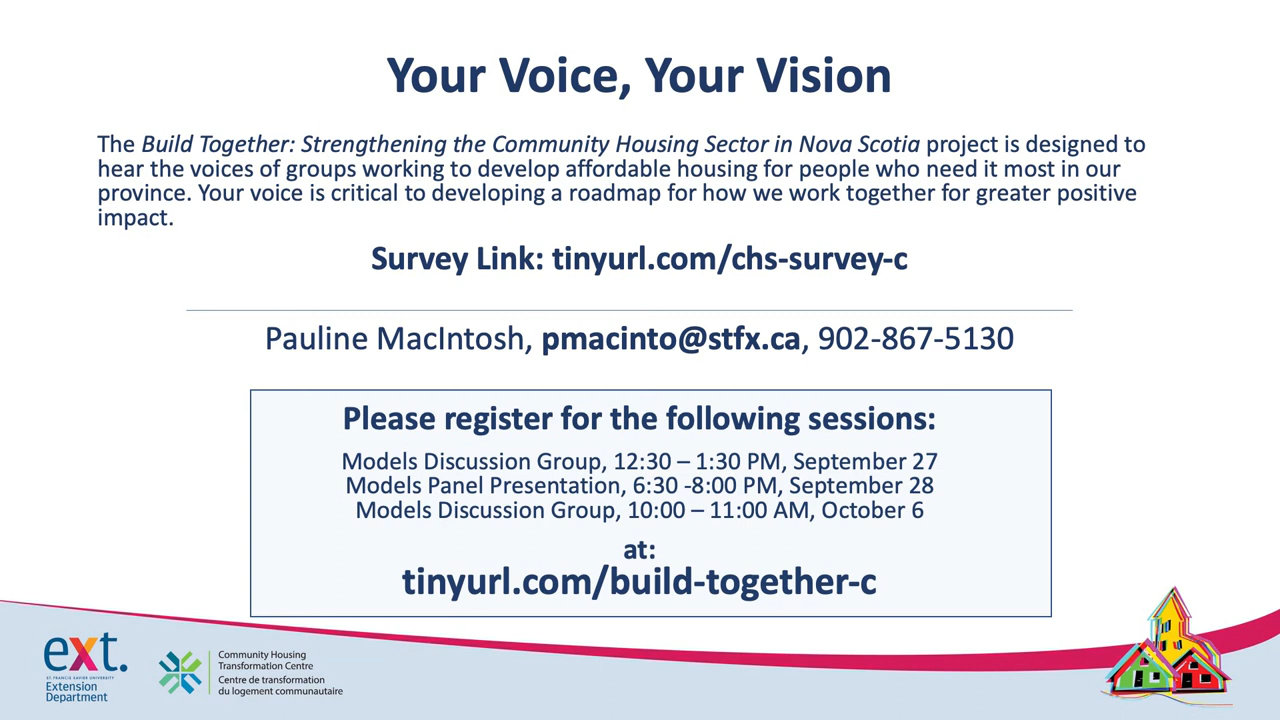 Your Voice, Your Vision
The Build Together: Strengthening the Community Housing Sector in Nova Scotia project is designed to
hear the voices of groups working to develop affordable housing for people who need it most in our
province. Your voice is critical to developing a roadmap for how we work together for greater positive
impact.
Survey Link: tinyurl.com/chs-survey-c
Pauline MacIntosh, pmacinto@stfx.ca, 902-867-5130
Please register for the following sessions:
Models Discussion Group, 12:30 – 1:30 PM, September 27
Models Panel Presentation, 6:30 -8:00 PM, September 28
Models Discussion Group, 10:00 – 11:00 AM, October 6
at:
tinyurl.com/build-together-c
ext.
ST. FRANCIS XAVIER UNIVERSITY
Extension
Department
Community Housing
Transformation Centre
Centre de transformation
du logement communautaire